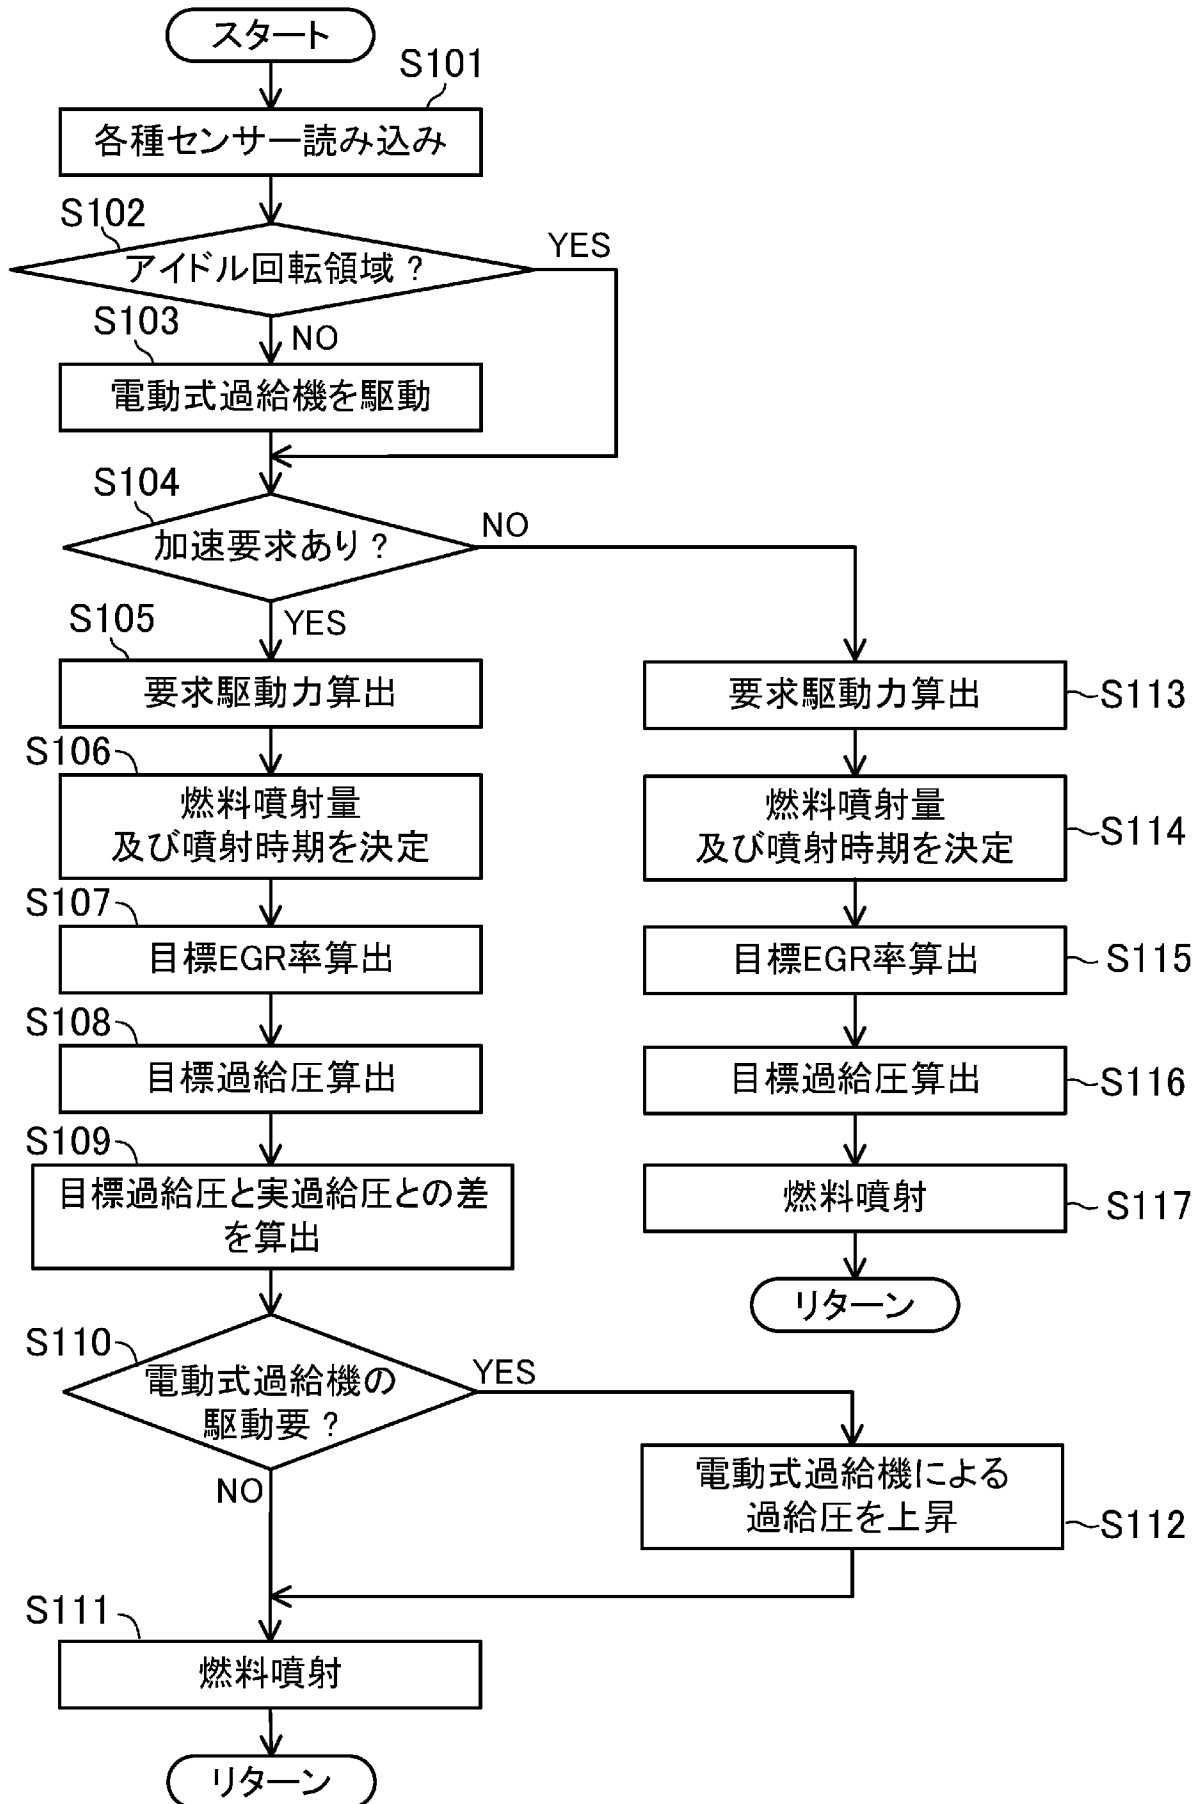 スタート
S101
各種センサー読み込み
S102
アイドル回転領域？
YES
S103
NO
電動式過給機を駆動
S104
加速要求あり？
NO
YES
S105
要求駆動力算出
S106
燃料噴射量
及び噴射時期を決定
S107
目標EGR率算出
S108
目標過給圧算出
S109
目標過給圧と実過給圧との差
を算出
S110
電動式過給機の
駆動要？
YES
NO
電動式過給機による
過給圧を上昇
S112
S111
燃料噴射
リターン
要求駆動力算出
S113
燃料噴射量
及び噴射時期を決定
S114
目標EGR率算出
S115
目標過給圧算出
S116
燃料噴射
S117
リターン